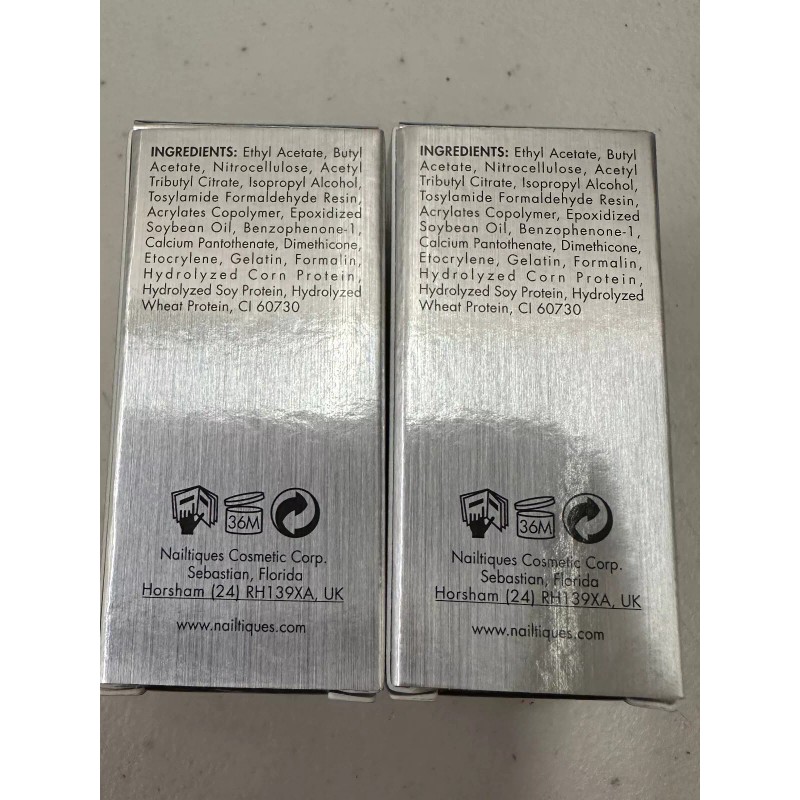 INGREDIENTS: Ethyl Acetate, Butyl
Acetate, Nitrocellulose, Acetyl
Tributyl Citrate, Isopropyl Alcohol,
Tosylamide Formaldehyde Resin,
Acrylates Copolymer, Epoxidized
Soybean Oil, Benzophenone-1,
Calcium Pantothenate, Dimethicone,
Etocrylene, Gelatin, Formalin,
Hydrolyzed Corn Protein,
Hydrolyzed Soy Protein, Hydrolyzed
Wheat Protein, CI 60730
36M
Nailtiques Cosmetic Corp.
Sebastian, Florida
Horsham (24) RH139XA, UK
www.nailtiques.com
INGREDIENTS: Ethyl Acetate, Butyl
Acetate, Nitrocellulose, Acetyl
Tributyl Citrate, Isopropyl Alcohol,
Tosylamide Formaldehyde Resin,
Acrylates Copolymer, Epoxidized
Soybean Oil, Benzophenone-1,
Calcium Pantothenate, Dimethicone,
Etocrylene, Gelatin, Formalin,
Hydrolyzed Corn Protein,
Hydrolyzed Soy Protein, Hydrolyzed
Wheat Protein, CI 60730
36M
Nailtiques Cosmetic Corp.
Sebastian, Florida
Horsham (24) RH139XA, UK
www.nailtiques.com